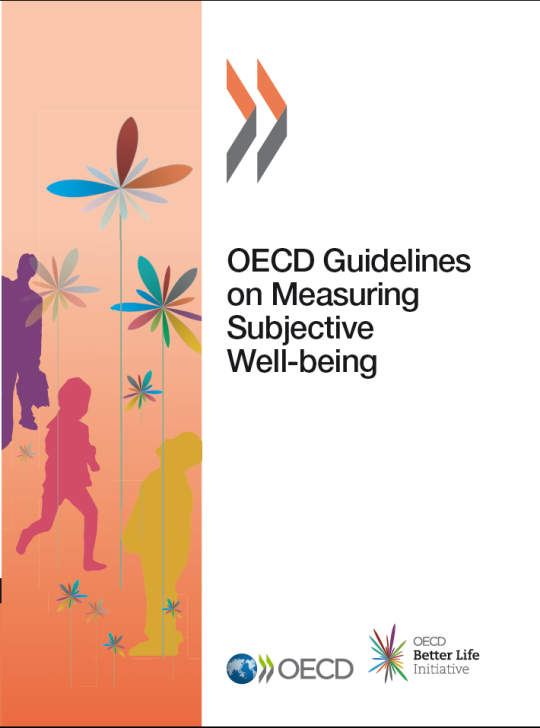 OECD Guidelines
on Measuring
Subjective
Well-being
OECD
OECD
Better Life
Initiative